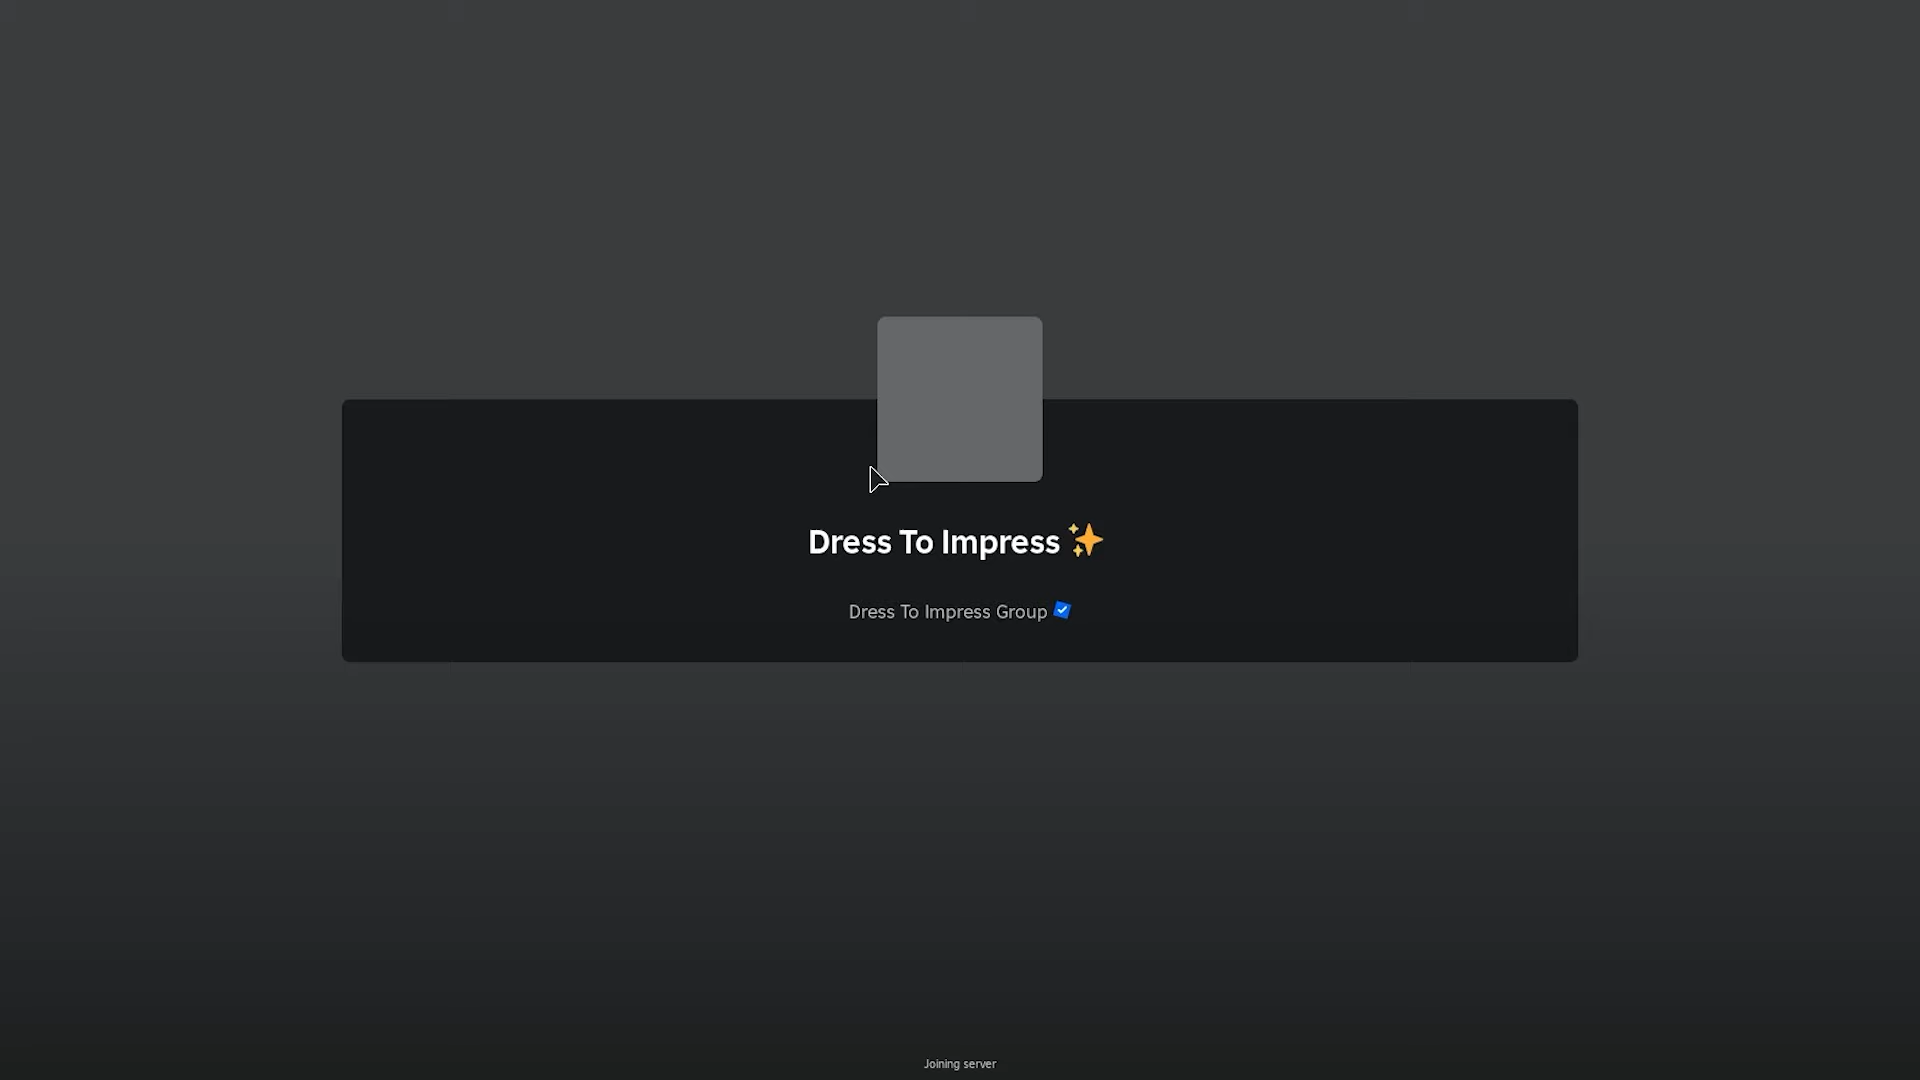 Dress To Impress ✨
Dress To Impress Group
Joining server